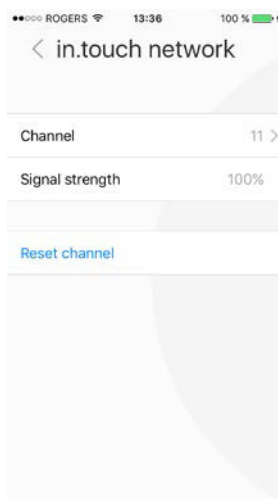 ROGERS 13:36 100 %
in.touch network
Channel 11
Signal strength 100%
Reset channel